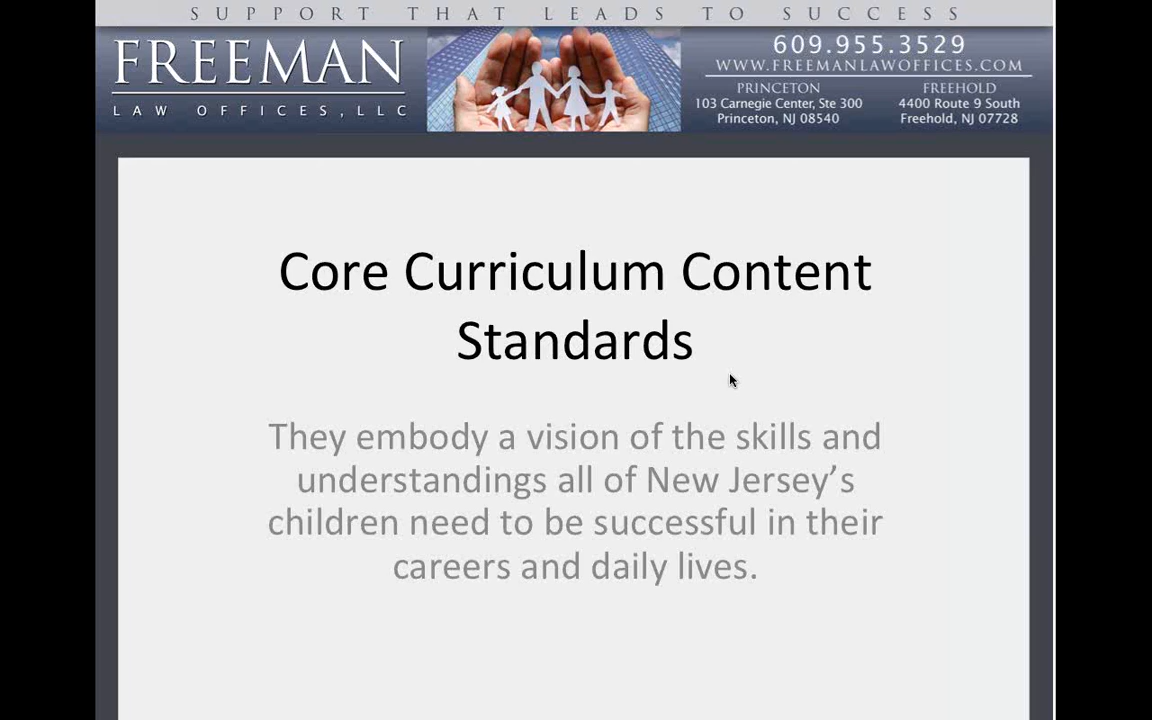 SUPPORT THAT LEADS TO SUCCESS
FREEMAN
LAW OFFICES, LLC
609.955.3529
WWW.FREEMANLAWOFFICES.COM
PRINCETON
103 Carnegie Center, Ste 300
Princeton, NJ 08540
FREEHOLD
4400 Route 9 South
Freehold, NJ 07728
Core Curriculum Content
Standards
They embody a vision of the skills and
understandings all of New Jersey’s
children need to be successful in their
careers and daily lives.